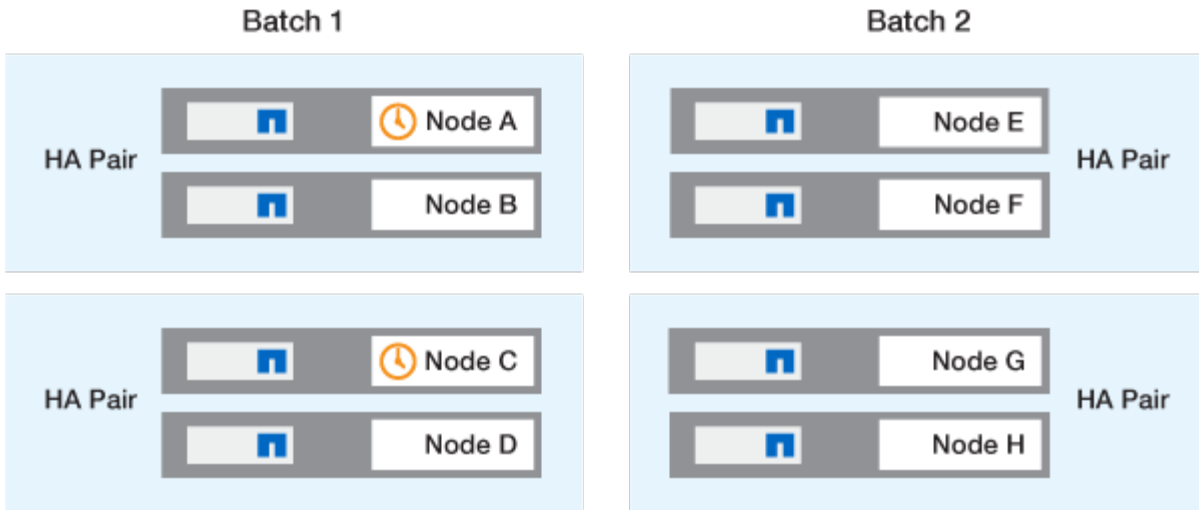 Batch 1
Batch 2
HA Pair
Node A
Node B
Node E
Node F
HA Pair
HA Pair
Node C
Node D
Node G
Node H
HA Pair